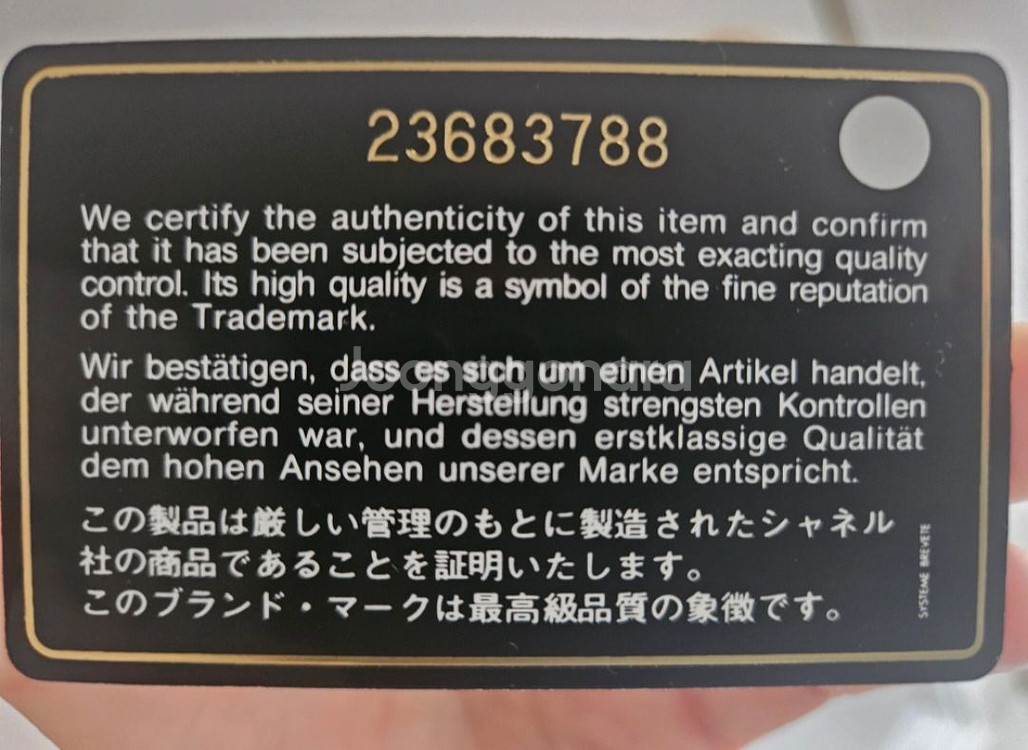 23683788
We certify the authenticity of this item and confirm
that it has been subjected to the most exacting quality
control. Its high quality is a symbol of the fine reputation
of the Trademark.
Wir bestätigen, dass es sich um einen Artikel handelt,
der während seiner Herstellung strengsten Kontrollen
unterworfen war, und dessen erstklassige Qualität
dem hohen Ansehen unserer Marke entspricht.
Joonggonara
この製品は厳しい管理のもとに製造されたシャネル
社の商品であることを証明いたします。
このブランド・マークは最高級品質の象徴です。
SYSTEME BREVETE